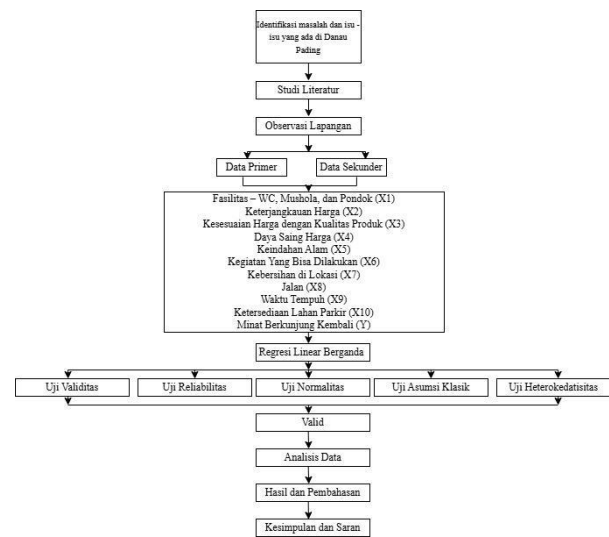 Identifikasi masalah dan isu -
isu yang ada di Danau
Pading
Studi Literatur
Observasi Lapangan
Data Primer
Data Sekunder
Fasilitas – WC, Mushola, dan Pondok (X1)
Keterjangkauan Harga (X2)
Kesesuaian Harga dengan Kualitas Produk (X3)
Daya Saing Harga (X4)
Keindahan Alam (X5)
Kegiatan Yang Bisa Dilakukan (X6)
Kebersihan di Lokasi (X7)
Jalan (X8)
Waktu Tempuh (X9)
Ketersediaan Lahan Parkir (X10)
Minat Berkunjung Kembali (Y)
Regresi Linear Berganda
Uji Validitas
Uji Reliabilitas
Uji Normalitas
Uji Asumsi Klasik
Uji Heterokedatisitas
Valid
Analisis Data
Hasil dan Pembahasan
Kesimpulan dan Saran